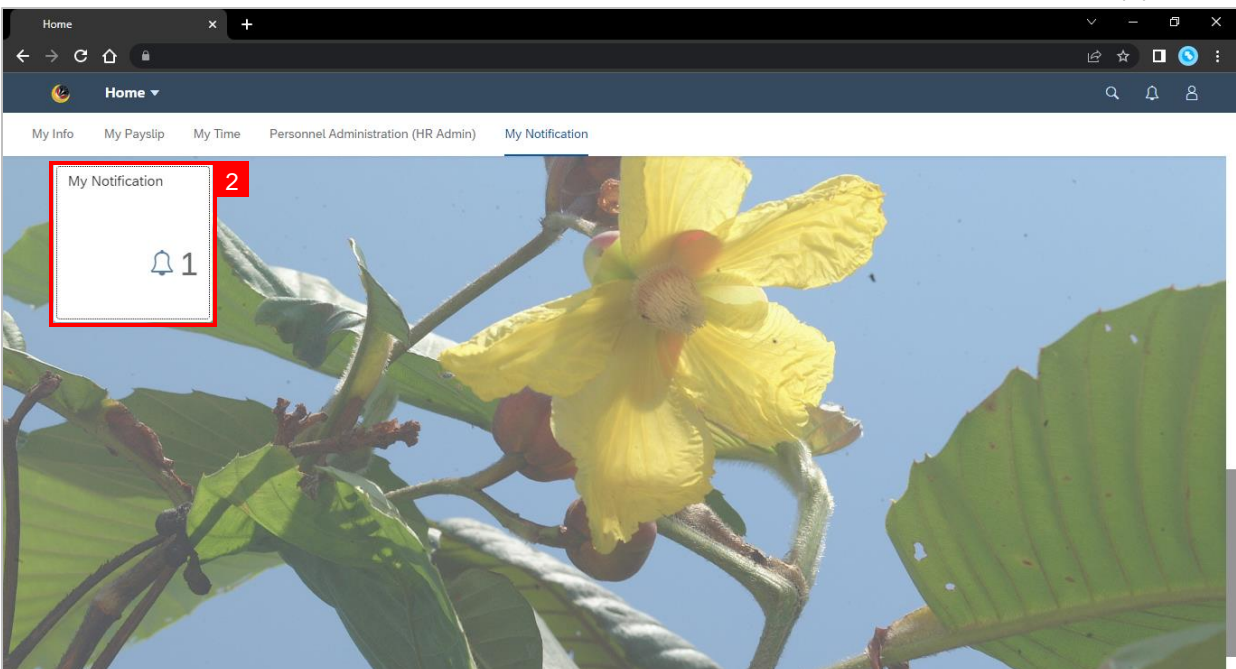 Home
Home
My Info My Payslip My Time Personnel Administration (HR Admin) My Notification
My Notification
2
1